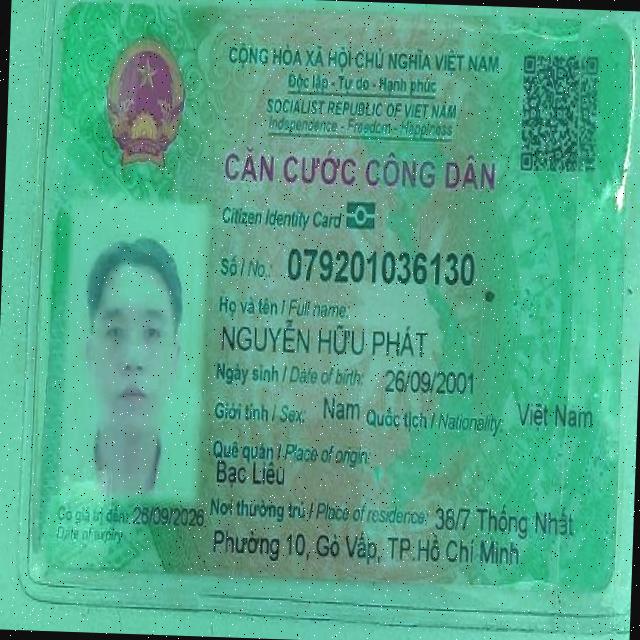 CỘNG HÒA XÃ HỘI CHỦ NGHĨA VIỆT NAM
Độc lập - Tự do - Hạnh phúc
SOCIALIST REPUBLIC OF VIET NAM
Independence - Freedom - Happiness
CĂN CƯỚC CÔNG DÂN
Citizen Identity Card
Số / No.: 079201036130
Họ và tên / Full name:
NGUYỄN HỮU PHÁT
Ngày sinh / Date of birth: 26/09/2001
Giới tính / Sex: Nam Quốc tịch / Nationality: Việt Nam
Quê quán / Place of origin:
Bạc Liêu
Nơi thường trú / Place of residence: 36/7 Thống Nhất
Phường 10, Gò Vấp, TP.Hồ Chí Minh
Có giá trị đến: 26/09/2026
Date of expiry